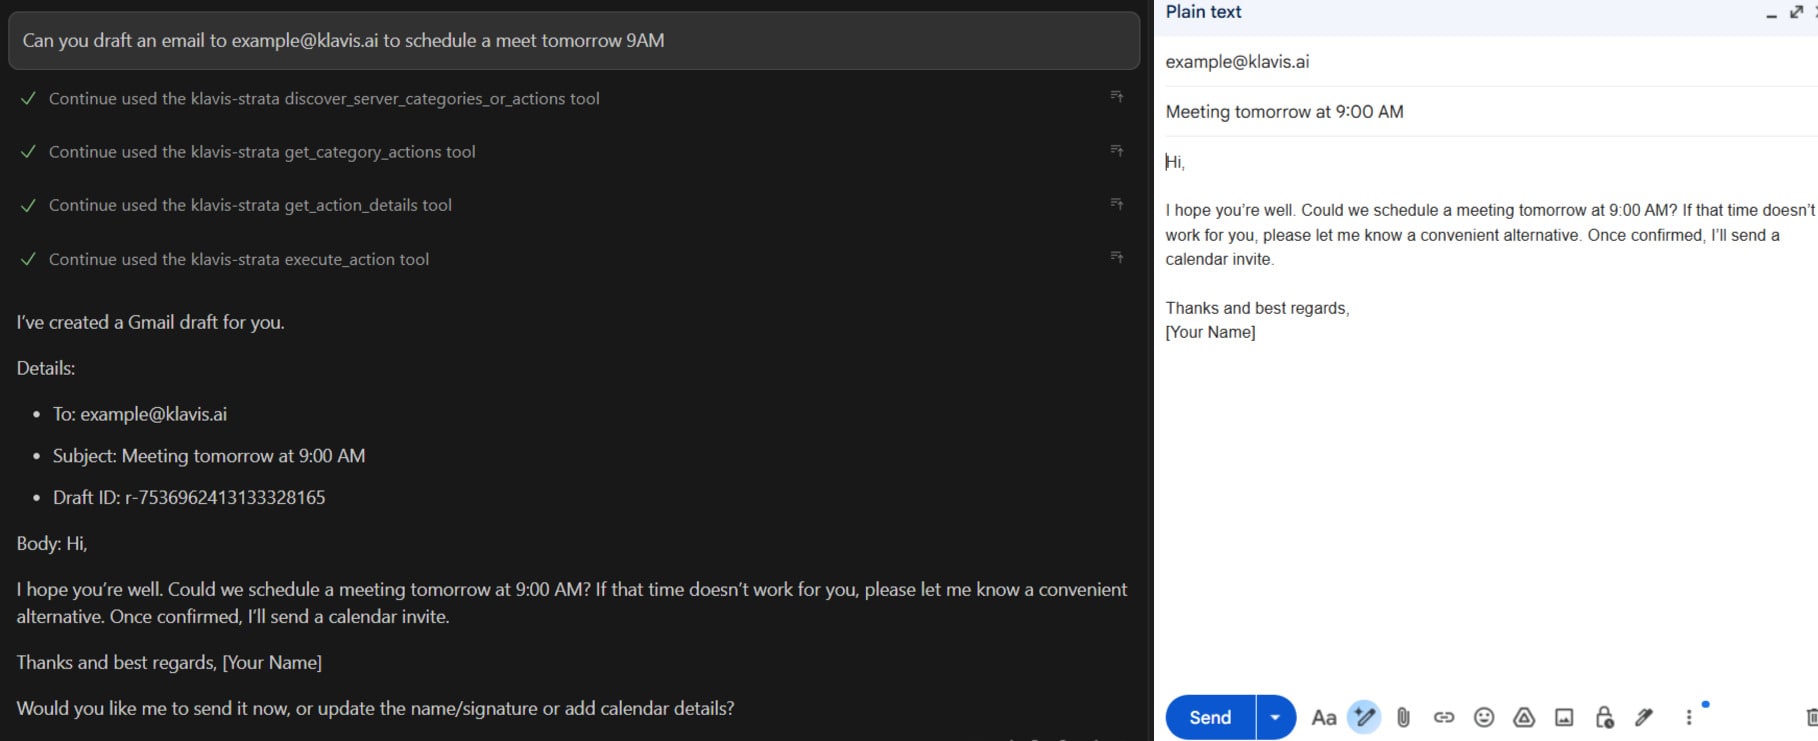 Can you draft an email to example@klavis.ai to schedule a meet tomorrow 9AM
Continue used the klavis-strata discover_server_categories_or_actions tool
Continue used the klavis-strata get_category_actions tool
Continue used the klavis-strata get_action_details tool
Continue used the klavis-strata execute_action tool
I’ve created a Gmail draft for you.
Details:
• To: example@klavis.ai
• Subject: Meeting tomorrow at 9:00 AM
• Draft ID: r-7536962413133328165
Body: Hi,
I hope you’re well. Could we schedule a meeting tomorrow at 9:00 AM? If that time doesn’t work for you, please let me know a convenient
alternative. Once confirmed, I’ll send a calendar invite.
Thanks and best regards, [Your Name]
Would you like me to send it now, or update the name/signature or add calendar details?
Plain text
example@klavis.ai
Meeting tomorrow at 9:00 AM
Hi,
I hope you’re well. Could we schedule a meeting tomorrow at 9:00 AM? If that time doesn’t
work for you, please let me know a convenient alternative. Once confirmed, I’ll send a
calendar invite.
Thanks and best regards,
[Your Name]
Send
Aa